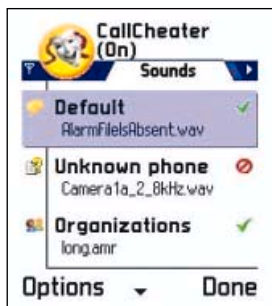 CallCheater
(On)
Sounds
Default
AlarmFileIsAbsent.wav
Unknown phone
Camera1a_2_8kHz.wav
Organizations
long.amr
Options
Done